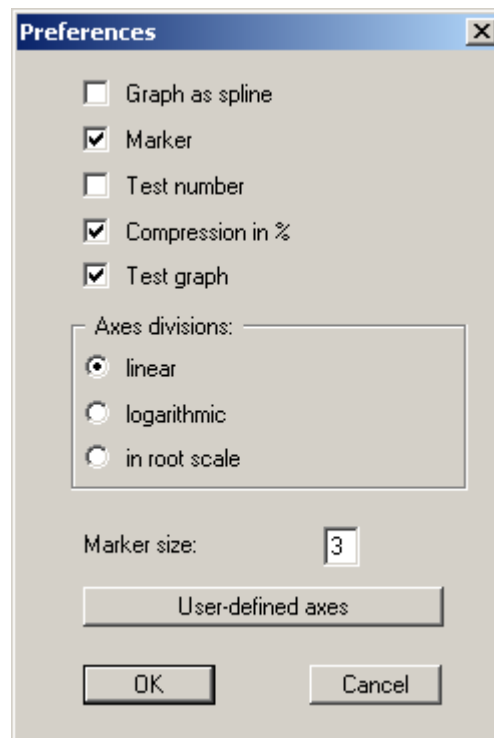 Preferences
Graph as spline
Marker
Test number
Compression in %
Test graph
Axes divisions:
linear
logarithmic
in root scale
Marker size: 3
User-defined axes
OK Cancel